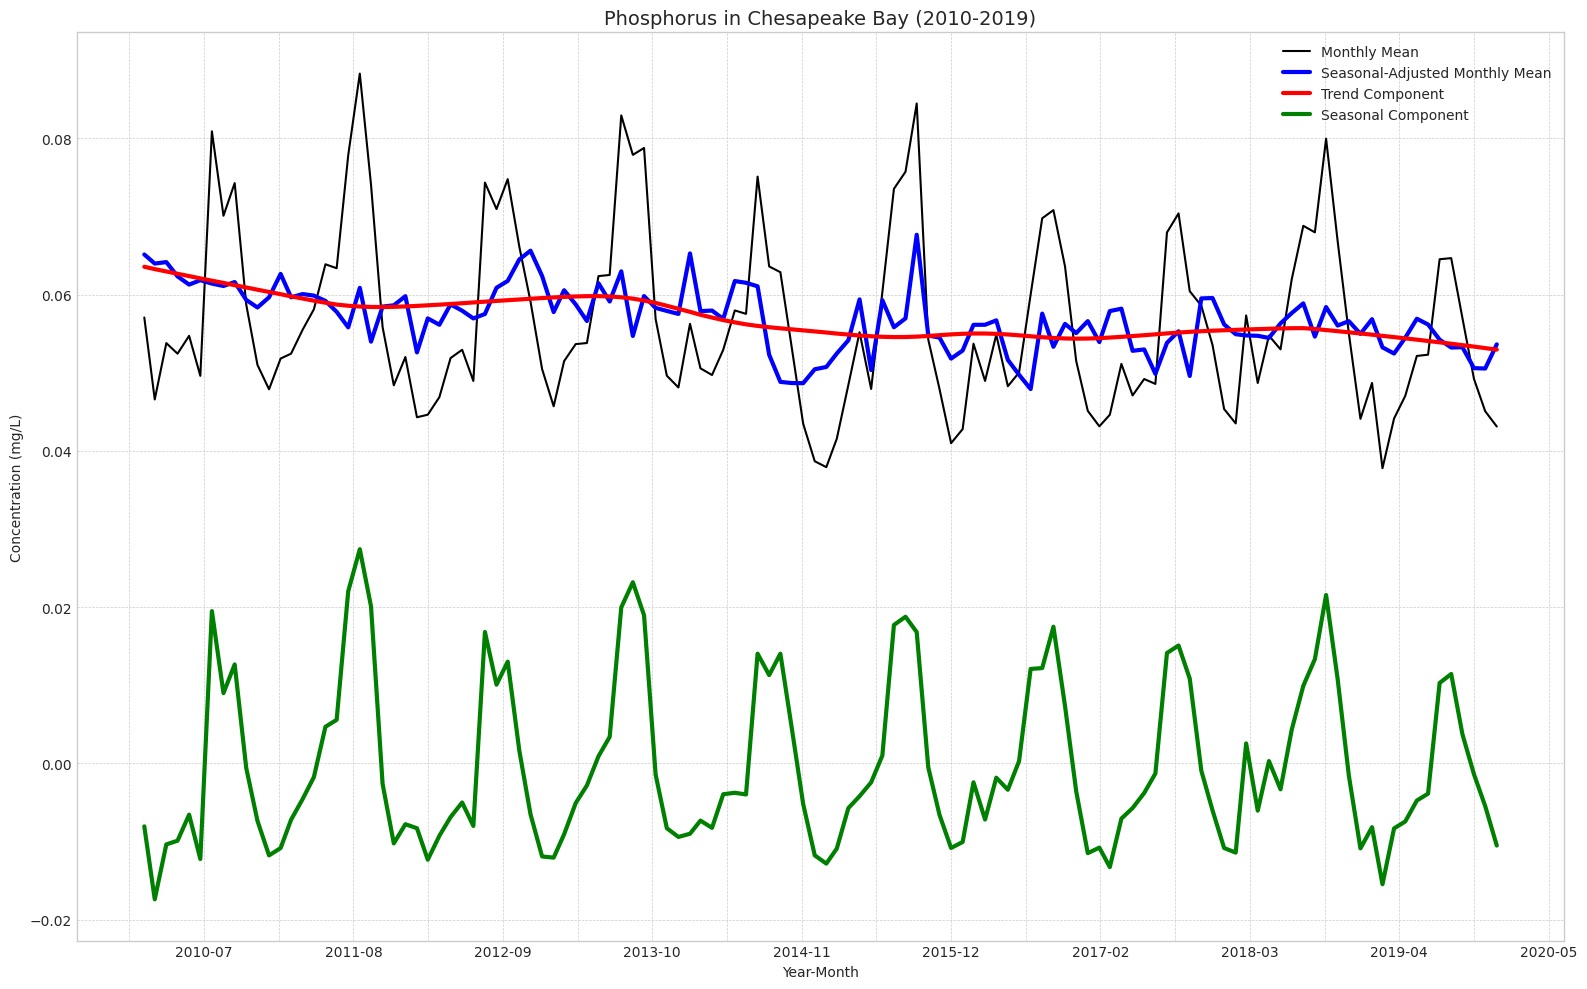 Phosphorus in Chesapeake Bay (2010-2019)
Monthly Mean
Seasonal-Adjusted Monthly Mean
Trend Component
Seasonal Component
Concentration (mg/L)
0.08
0.06
0.04
0.02
0.00
−0.02
2010-07 2011-08 2012-09 2013-10 2014-11 2015-12 2017-02 2018-03 2019-04 2020-05
Year-Month